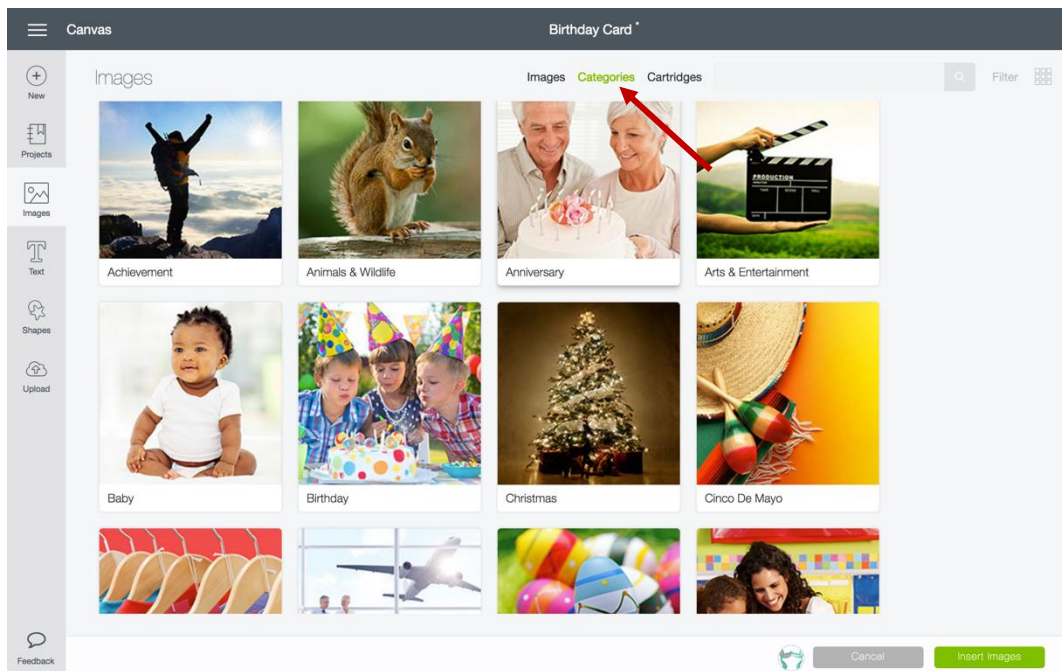 Canvas
Birthday Card *
New
Projects
Images
Text
Shapes
Upload
Feedback
Images
Images Categories Cartridges
Filter
Achievement
Animals & Wildlife
Anniversary
Arts & Entertainment
PRODUCTION
Baby
Birthday
Christmas
Cinco De Mayo
Cancel
Insert Images